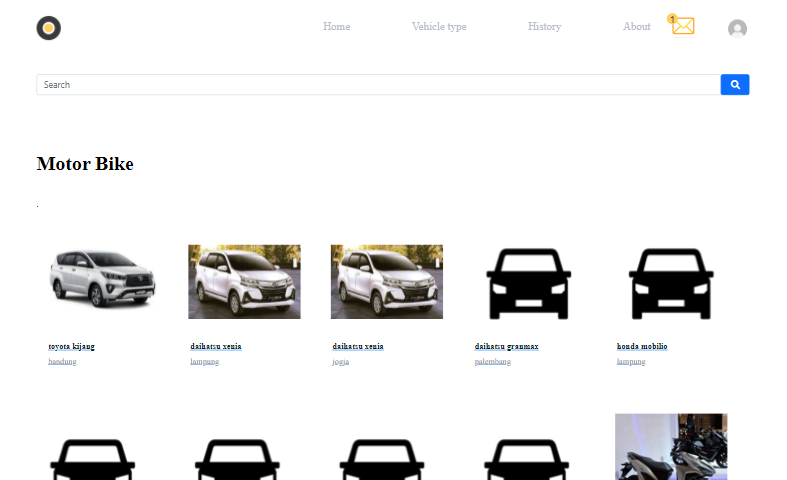 Home Vehicle type History About 1
Search
Motor Bike
.
toyota kijang daihatsu xenia daihatsu xenia daihatsu granmax honda mobilio
bandung lampung jogja palembang lampung